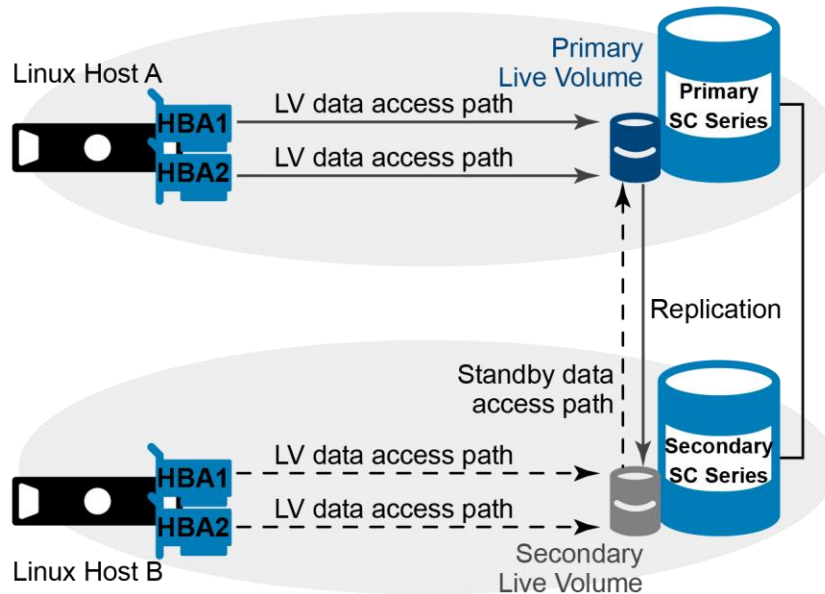 Linux Host A
HBA1
HBA2
LV data access path
LV data access path
Primary
Live Volume
Primary
SC Series
Replication
Standby data
access path
HBA1
HBA2
LV data access path
LV data access path
Secondary
SC Series
Secondary
Live Volume
Linux Host B